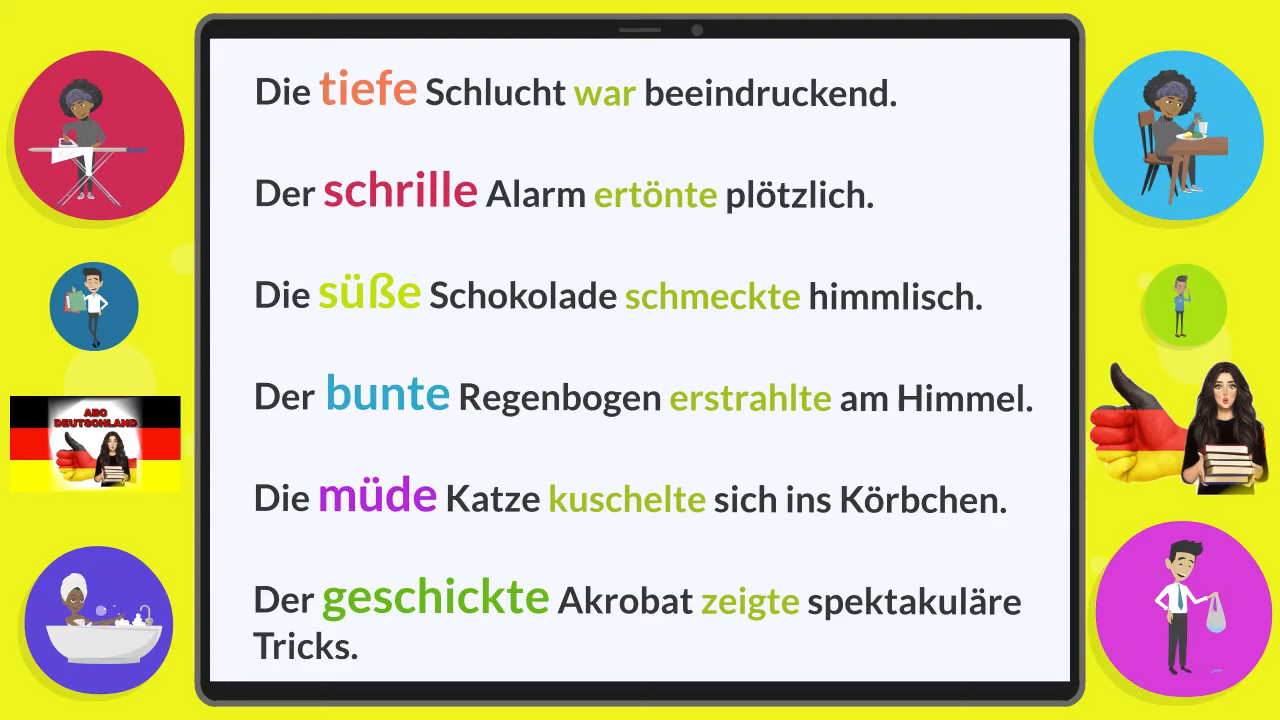 Die tiefe Schlucht war beeindruckend.
Der schrille Alarm ertönte plötzlich.
Die süße Schokolade schmeckte himmlisch.
Der bunte Regenbogen erstrahlte am Himmel.
Die müde Katze kuschelte sich ins Körbchen.
Der geschickte Akrobat zeigte spektakuläre
Tricks.
ABC
DEUTSCHLAND